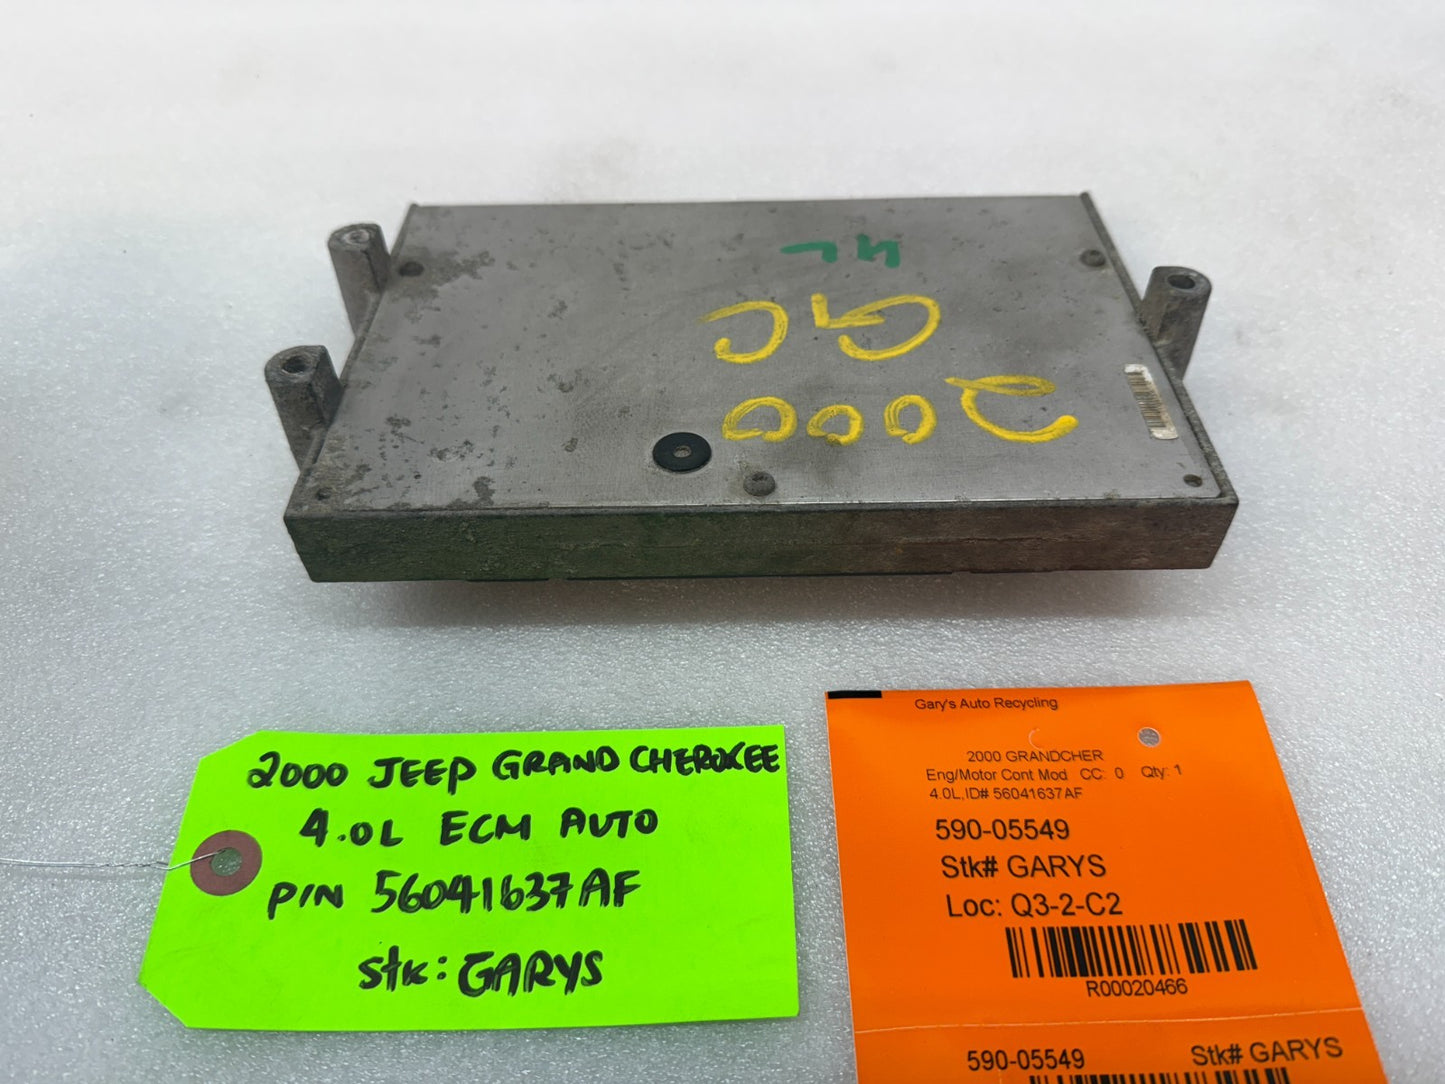 4L
GC
2000
2000 JEEP GRAND CHEROKEE
4.0L ECM AUTO
P/N 56041637AF
Stk: GARYS
Gary's Auto Recycling
2000 GRANDCHER
Eng/Motor Cont Mod CC: 0 Qty: 1
4.0L,ID# 56041637AF
590-05549
Stk# GARYS
Loc: Q3-2-C2
R00020466
590-05549 Stk# GARYS